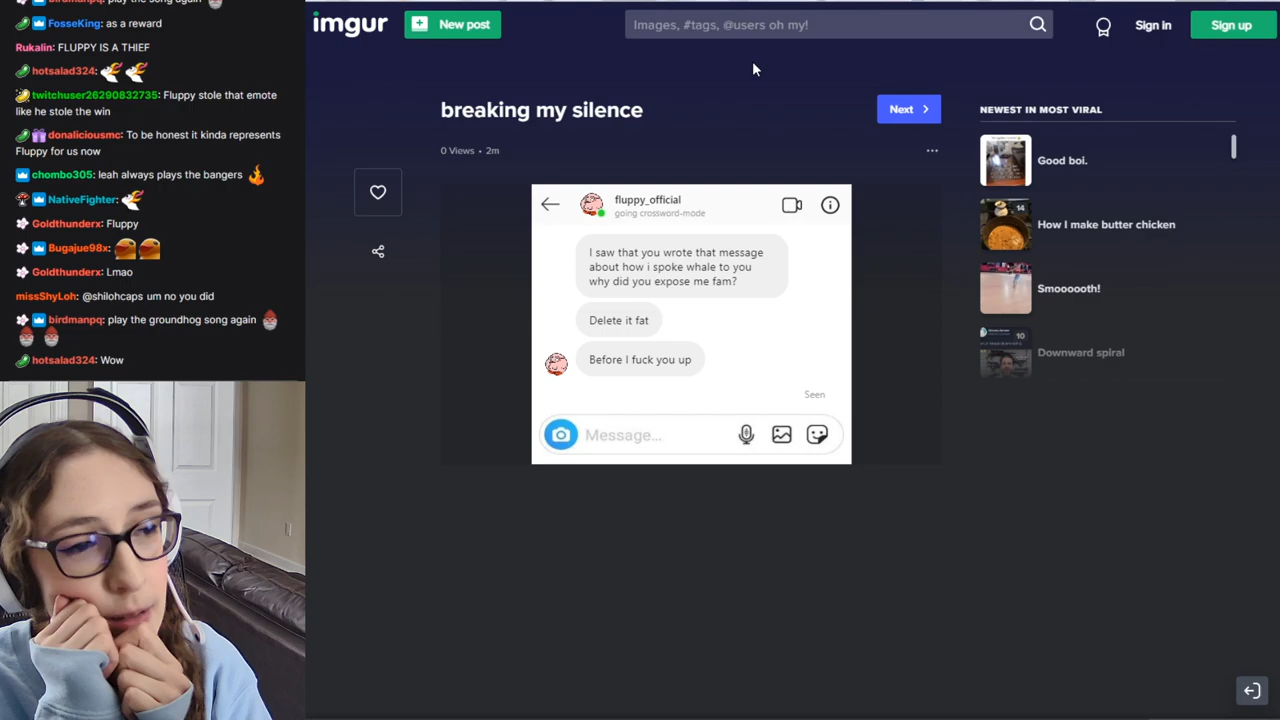 birdmanpq: play the song again
FosseKing: as a reward
Rukalin: FLUPPY IS A THIEF
hotsalad324:
twitchuser26290832735: Fluppy stole that emote
like he stole the win
donaliciousmc: To be honest it kinda represents
Fluppy for us now
chombo305: leah always plays the bangers
NativeFighter:
Goldthunderx: Fluppy
Bugajue98x:
Goldthunderx: Lmao
missShyLoh: @shilohcaps um no you did
birdmanpq: play the groundhog song again
hotsalad324: Wow
imgur
New post
Images, #tags, @users oh my!
Sign in
Sign up
breaking my silence
Next
0 Views • 2m
fluppy_official
going crossword-mode
I saw that you wrote that message
about how i spoke whale to you
why did you expose me fam?
Delete it fat
Before I fuck you up
Seen
Message...
NEWEST IN MOST VIRAL
Good boi.
14
How I make butter chicken
Smoooooth!
10
Downward spiral